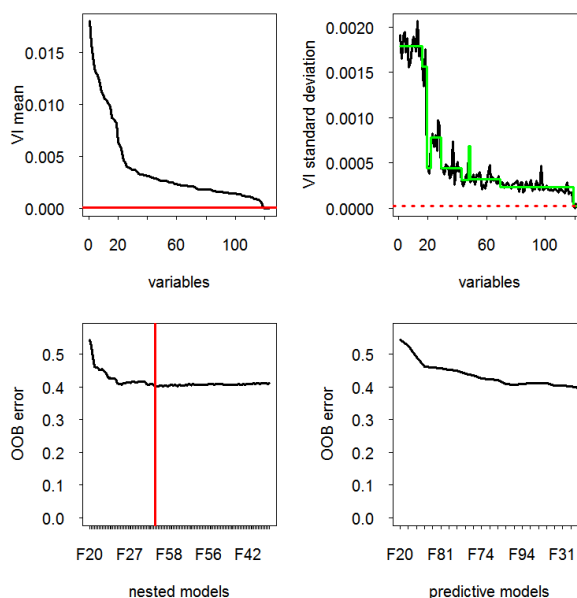 VI mean
0.015
0.010
0.005
0.000
0 20 60 100
variables
VI standard deviation
0.0020
0.0015
0.0010
0.0005
0.0000
0 20 60 100
variables
OOB error
0.5
0.4
0.3
0.2
0.1
0.0
F20 F27 F58 F56 F42
nested models
OOB error
0.5
0.4
0.3
0.2
0.1
0.0
F20 F81 F74 F94 F31
predictive models